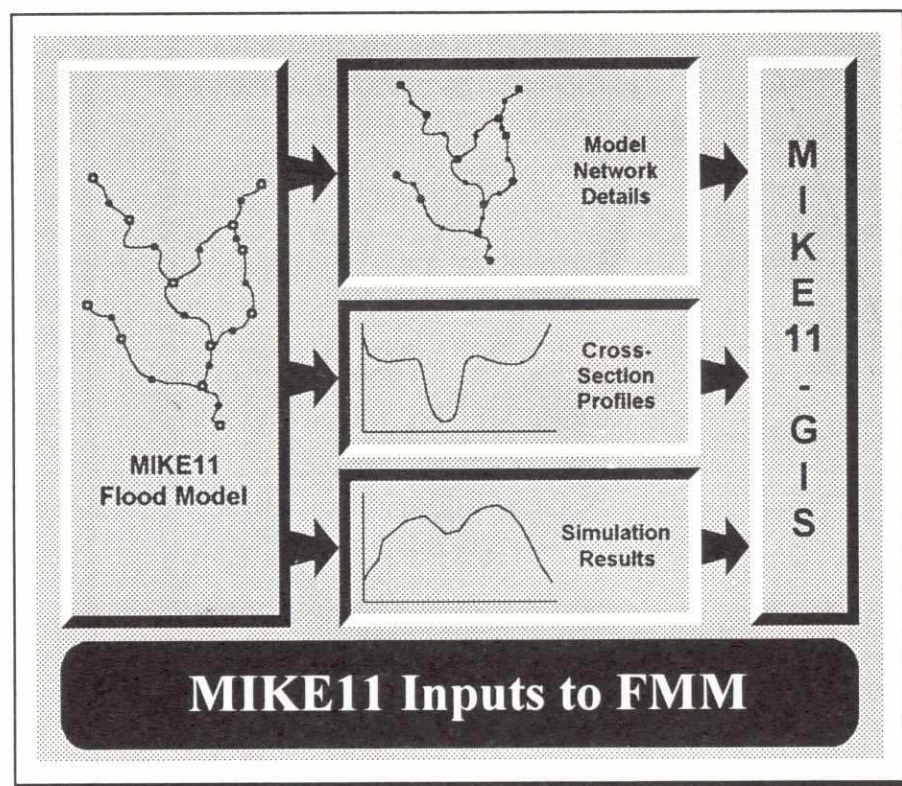 MIKE11
Flood Model
Model
Network
Details
Cross-
Section
Profiles
Simulation
Results
M
I
K
E
11
-
G
I
S
MIKE11 Inputs to FMM